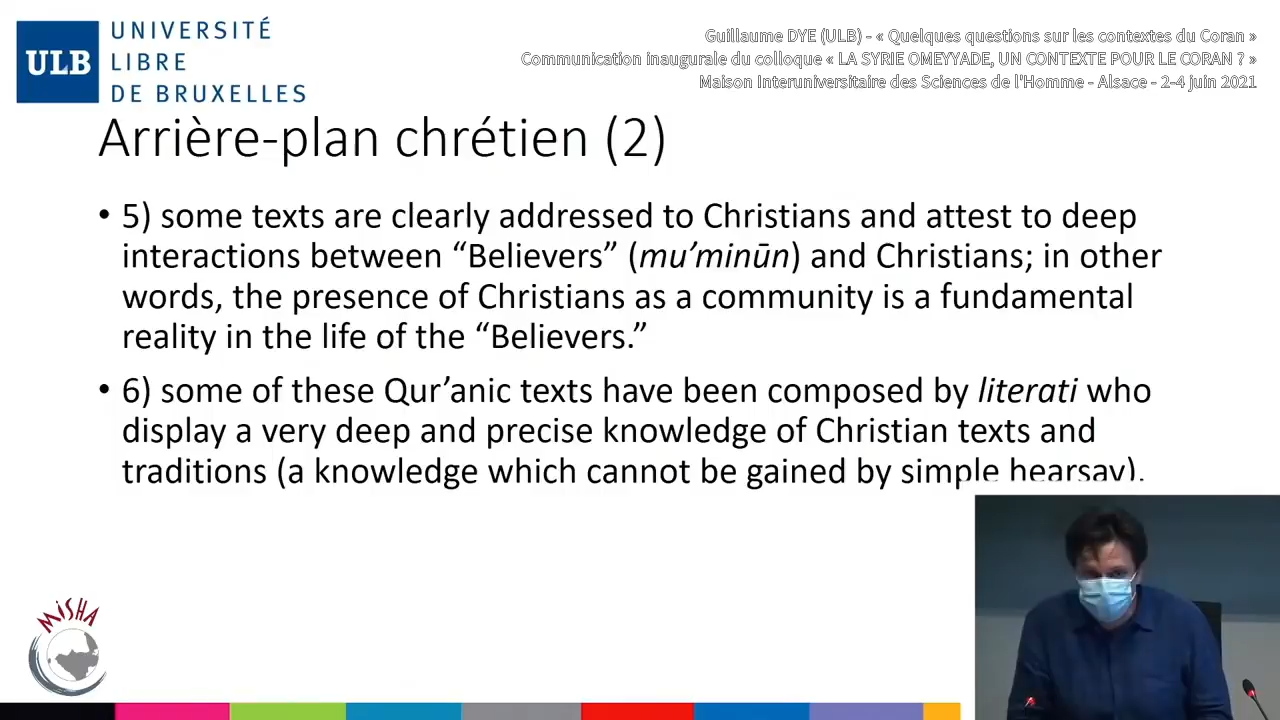 UNIVERSITÉ
LIBRE
DE BRUXELLES
ULB
Guillaume DYE (ULB) - « Quelques questions sur les contextes du Coran »
Communication inaugurale du colloque « LA SYRIE OMEYYADE, UN CONTEXTE POUR LE CORAN ? »
Maison Interuniversitaire des Sciences de l'Homme - Alsace - 2-4 juin 2021
Arrière-plan chrétien (2)
• 5) some texts are clearly addressed to Christians and attest to deep
interactions between “Believers” (mu’minūn) and Christians; in other
words, the presence of Christians as a community is a fundamental
reality in the life of the “Believers.”
• 6) some of these Qur’anic texts have been composed by literati who
display a very deep and precise knowledge of Christian texts and
traditions (a knowledge which cannot be gained by simple hearsay).
MiSHA